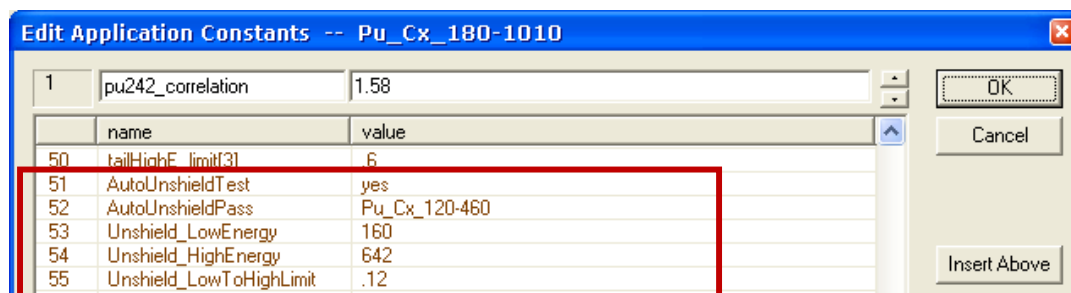 Edit Application Constants -- Pu_Cx_180-1010
1 pu242_correlation 1.58
OK
name value
Cancel
50 tailHighE_limit[3] .6
51 AutoUnshieldTest yes
52 AutoUnshieldPass Pu_Cx_120-460
53 Unshield_LowEnergy 160
54 Unshield_HighEnergy 642
Insert Above
55 Unshield_LowToHighLimit .12